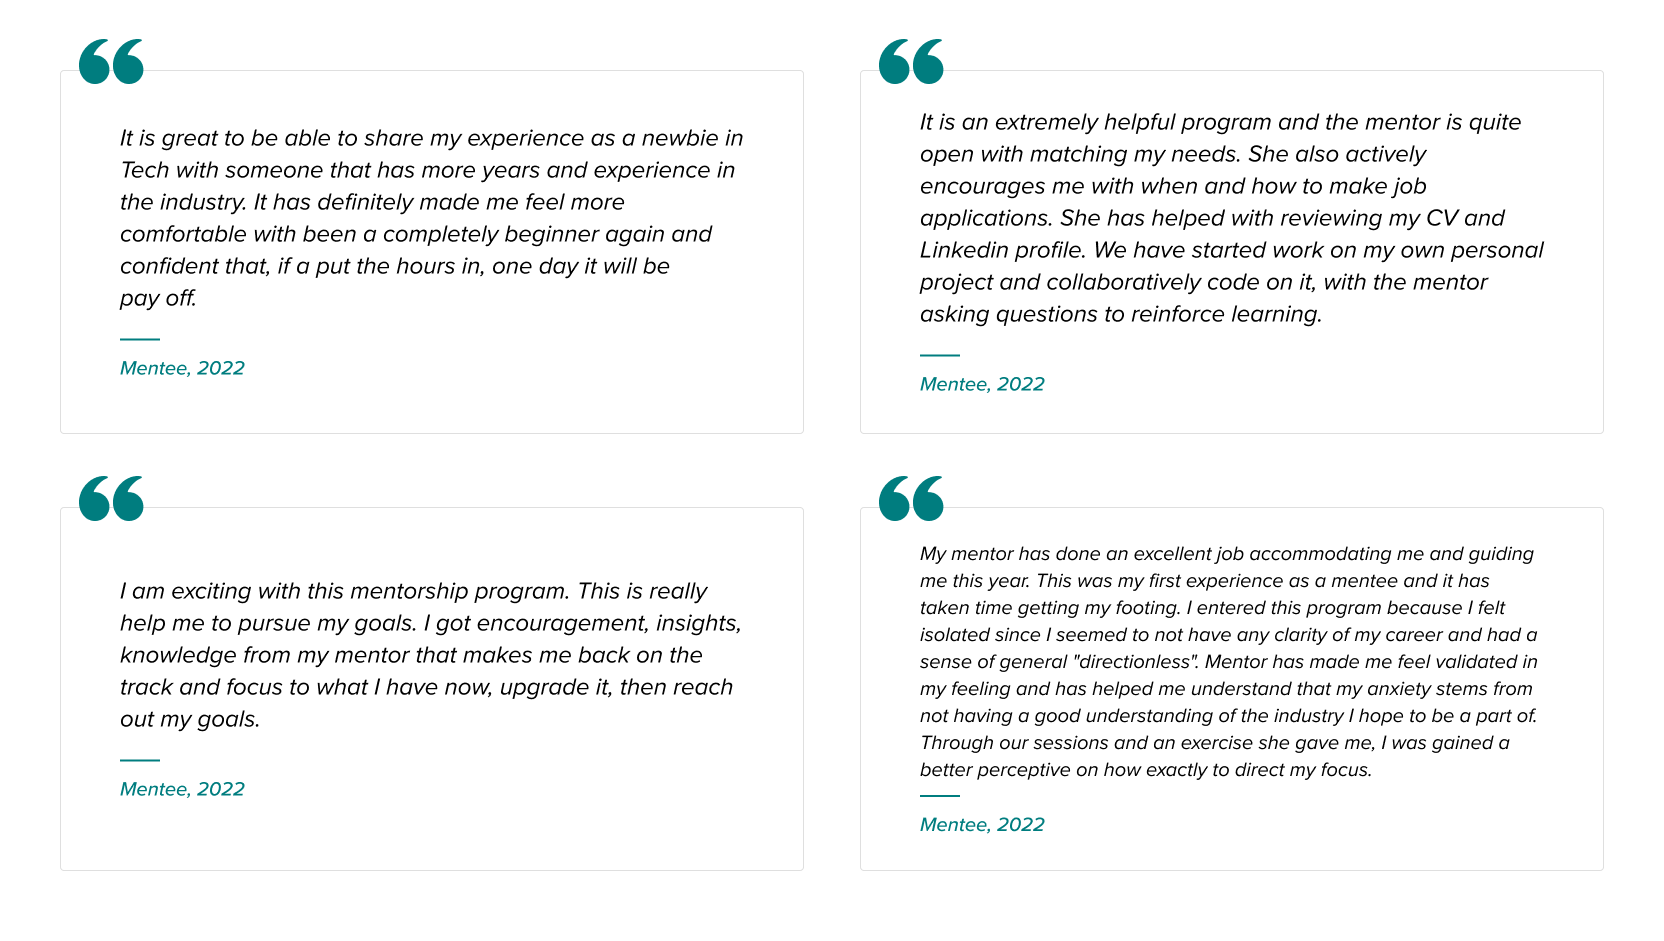 It is great to be able to share my experience as a newbie in
Tech with someone that has more years and experience in
the industry. It has definitely made me feel more
comfortable with been a completely beginner again and
confident that, if a put the hours in, one day it will be
pay off.
Mentee, 2022
It is an extremely helpful program and the mentor is quite
open with matching my needs. She also actively
encourages me with when and how to make job
applications. She has helped with reviewing my CV and
Linkedin profile. We have started work on my own personal
project and collaboratively code on it, with the mentor
asking questions to reinforce learning.
Mentee, 2022
I am exciting with this mentorship program. This is really
help me to pursue my goals. I got encouragement, insights,
knowledge from my mentor that makes me back on the
track and focus to what I have now, upgrade it, then reach
out my goals.
Mentee, 2022
My mentor has done an excellent job accommodating me and guiding
me this year. This was my first experience as a mentee and it has
taken time getting my footing. I entered this program because I felt
isolated since I seemed to not have any clarity of my career and had a
sense of general "directionless". Mentor has made me feel validated in
my feeling and has helped me understand that my anxiety stems from
not having a good understanding of the industry I hope to be a part of.
Through our sessions and an exercise she gave me, I was gained a
better perceptive on how exactly to direct my focus.
Mentee, 2022